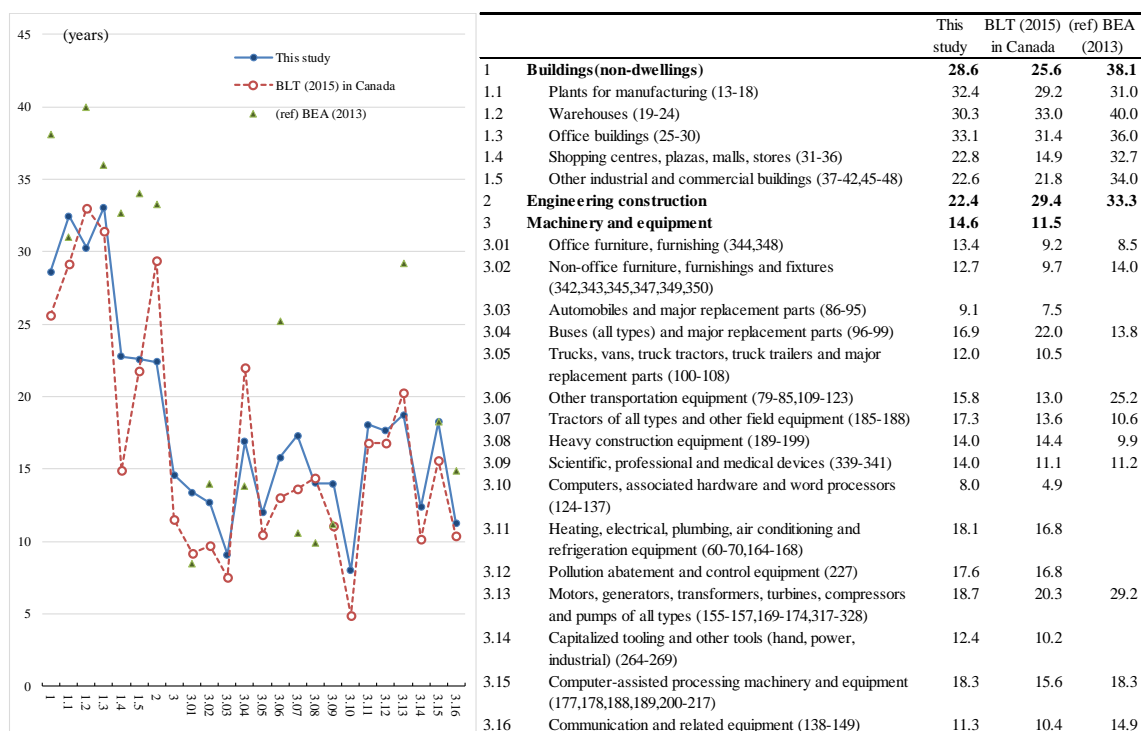 (years)
This study
BLT (2015) in Canada
(ref) BEA (2013)
45
40
35
30
25
20
15
10
5
0
1
1.1
1.2
1.3
1.4
1.5
2
3
3.01
3.02
3.03
3.04
3.05
3.06
3.07
3.08
3.09
3.10
3.11
3.12
3.13
3.14
3.15
3.16
This BLT (2015) (ref) BEA
study in Canada (2013)
1 Buildings(non-dwellings) 28.6 25.6 38.1
1.1 Plants for manufacturing (13-18) 32.4 29.2 31.0
1.2 Warehouses (19-24) 30.3 33.0 40.0
1.3 Office buildings (25-30) 33.1 31.4 36.0
1.4 Shopping centres, plazas, malls, stores (31-36) 22.8 14.9 32.7
1.5 Other industrial and commercial buildings (37-42,45-48) 22.6 21.8 34.0
2 Engineering construction 22.4 29.4 33.3
3 Machinery and equipment 14.6 11.5
3.01 Office furniture, furnishing (344,348) 13.4 9.2 8.5
3.02 Non-office furniture, furnishings and fixtures 12.7 9.7 14.0
(342,343,345,347,349,350)
3.03 Automobiles and major replacement parts (86-95) 9.1 7.5
3.04 Buses (all types) and major replacement parts (96-99) 16.9 22.0 13.8
3.05 Trucks, vans, truck tractors, truck trailers and major 12.0 10.5
replacement parts (100-108)
3.06 Other transportation equipment (79-85,109-123) 15.8 13.0 25.2
3.07 Tractors of all types and other field equipment (185-188) 17.3 13.6 10.6
3.08 Heavy construction equipment (189-199) 14.0 14.4 9.9
3.09 Scientific, professional and medical devices (339-341) 14.0 11.1 11.2
3.10 Computers, associated hardware and word processors 8.0 4.9
(124-137)
3.11 Heating, electrical, plumbing, air conditioning and 18.1 16.8
refrigeration equipment (60-70,164-168)
3.12 Pollution abatement and control equipment (227) 17.6 16.8
3.13 Motors, generators, transformers, turbines, compressors 18.7 20.3 29.2
and pumps of all types (155-157,169-174,317-328)
3.14 Capitalized tooling and other tools (hand, power, 12.4 10.2
industrial) (264-269)
3.15 Computer-assisted processing machinery and equipment 18.3 15.6 18.3
(177,178,188,189,200-217)
3.16 Communication and related equipment (138-149) 11.3 10.4 14.9